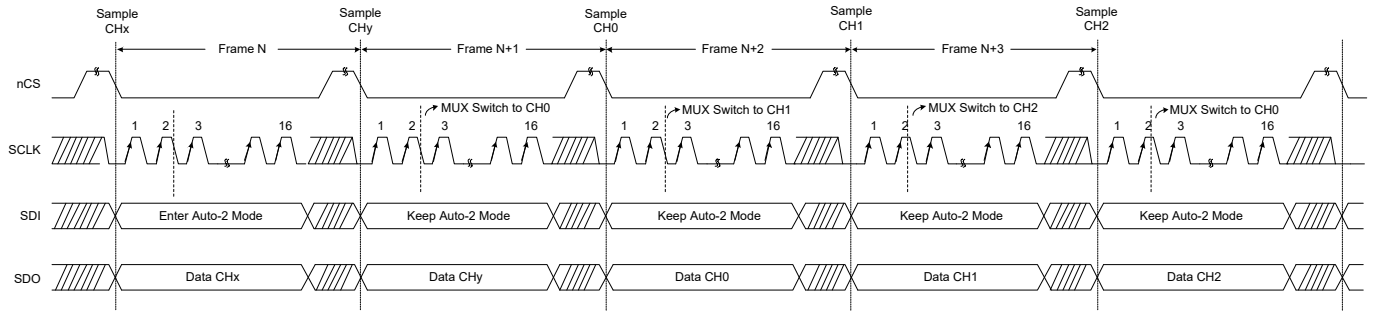 Sample
CHx
Sample
CHy
Sample
CH0
Sample
CH1
Sample
CH2
Frame N
Frame N+1
Frame N+2
Frame N+3
nCS
MUX Switch to CH0
MUX Switch to CH1
MUX Switch to CH2
MUX Switch to CH0
SCLK
1 2 3 16
1 2 3 16
1 2 3 16
1 2 3 16
1 2 3 16
SDI
Enter Auto-2 Mode
Keep Auto-2 Mode
Keep Auto-2 Mode
Keep Auto-2 Mode
Keep Auto-2 Mode
SDO
Data CHx
Data CHy
Data CH0
Data CH1
Data CH2